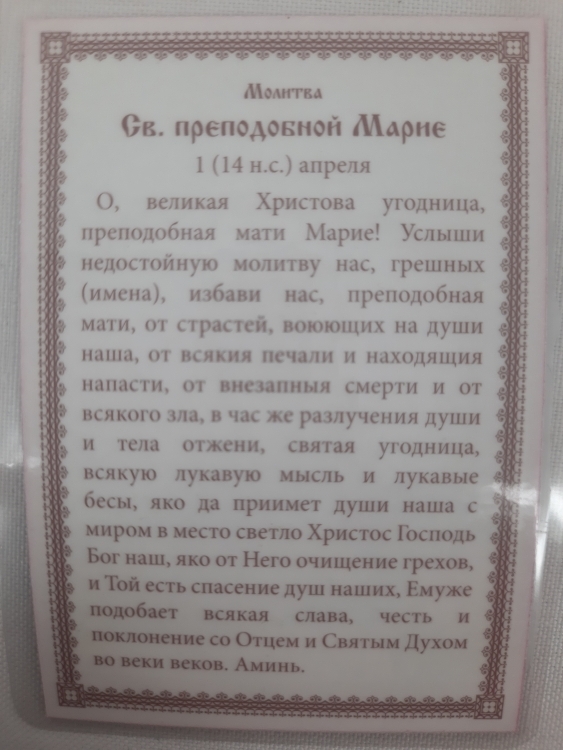 Молитва
Св. преподобной Марие
1 (14 н.с.) апреля
О, великая Христова угодница,
преподобная мати Марие! Услыши
недостойную молитву нас, грешных
(имена), избави нас, преподобная
мати, от страстей, воюющих на души
наша, от всякия печали и находящия
напасти, от внезапныя смерти и от
всякого зла, в час же разлучения души
и тела отжени, святая угодница,
всякую лукавую мысль и лукавые
бесы, яко да приимет души наша с
миром в место светло Христос Господь
Бог наш, яко от Него очищение грехов,
и Той есть спасение душ наших, Емуже
подобает всякая слава, честь и
поклонение со Отцем и Святым Духом
во веки веков. Аминь.